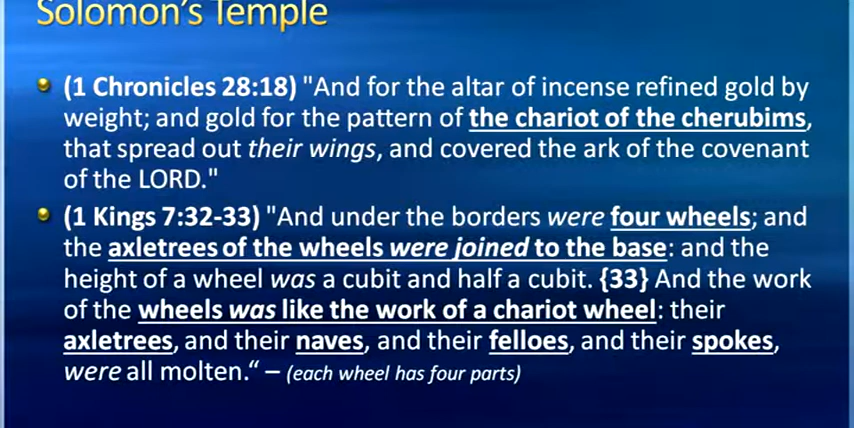 Solomon's Temple
(1 Chronicles 28:18) "And for the altar of incense refined gold by
weight; and gold for the pattern of the chariot of the cherubims,
that spread out their wings, and covered the ark of the covenant
of the LORD."
(1 Kings 7:32-33) "And under the borders were four wheels; and
the axletrees of the wheels were joined to the base: and the
height of a wheel was a cubit and half a cubit. {33} And the work
of the wheels was like the work of a chariot wheel: their
axletrees, and their naves, and their felloes, and their spokes,
were all molten.“ – (each wheel has four parts)